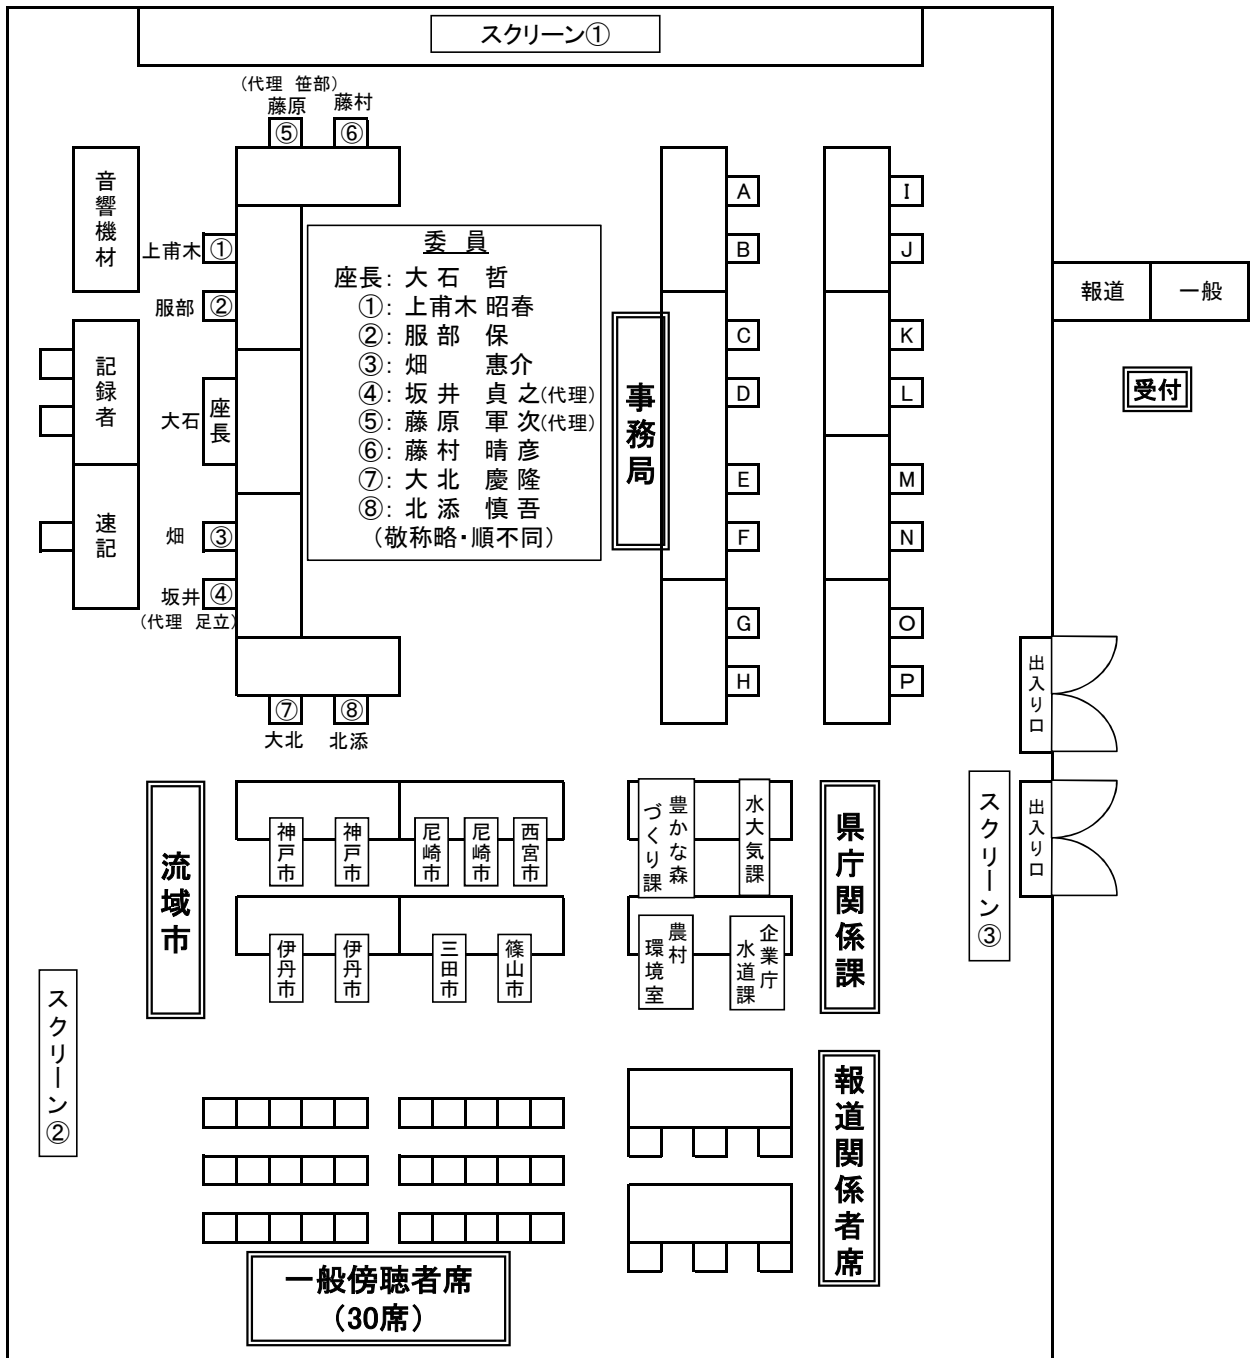 スクリーン①
(代理 笹部)
藤原
藤村
⑤
⑥
音響機材
上甫木
①
服部
②
記録者
大石
座長
速記
畑
③
坂井
④
(代理 足立)
⑦
⑧
大北
北添
委 員
座長: 大石 哲
①: 上甫木 昭春
②: 服部 保
③: 畑 惠介
④: 坂井 貞之(代理)
⑤: 藤原 軍次(代理)
⑥: 藤村 晴彦
⑦: 大北 慶隆
⑧: 北添 慎吾
(敬称略・順不同)
事務局
A
B
C
D
E
F
G
H
I
J
K
L
M
N
O
P
報道
一般
受付
出入り口
出入り口
流域市
神戸市
神戸市
尼崎市
尼崎市
西宮市
伊丹市
伊丹市
三田市
篠山市
豊かな森
づくり課
水大気課
農村
環境室
企業庁
水道課
県庁関係課
スクリーン③
スクリーン②
報道関係者席
一般傍聴者席
(30席)